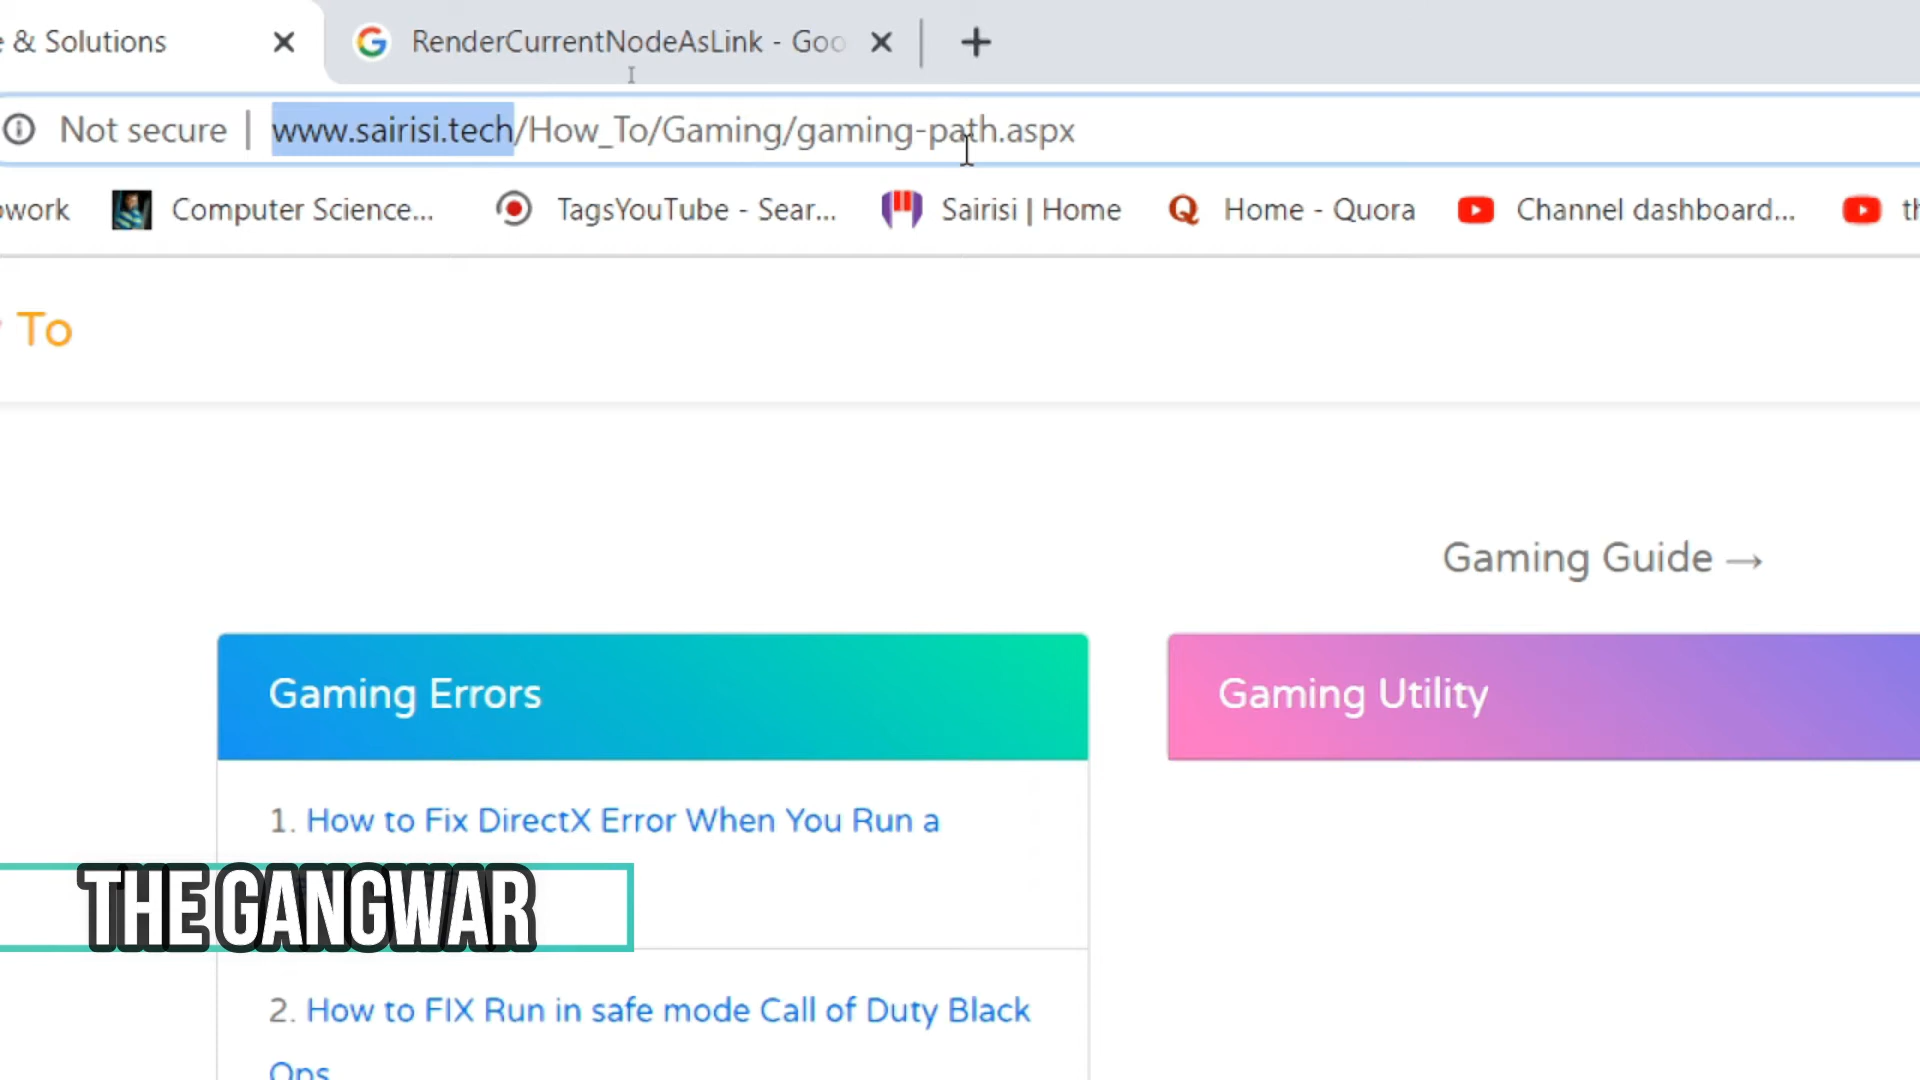 & Solutions
RenderCurrentNodeAsLink - Goo
Not secure | www.sairisi.tech/How_To/Gaming/gaming-path.aspx
work Computer Science... TagsYouTube - Sear... Sairisi | Home Home - Quora Channel dashboard... th
To
Gaming Guide →
Gaming Errors
Gaming Utility
1. How to Fix DirectX Error When You Run a
THE GANGWAR
2. How to FIX Run in safe mode Call of Duty Black
Ops